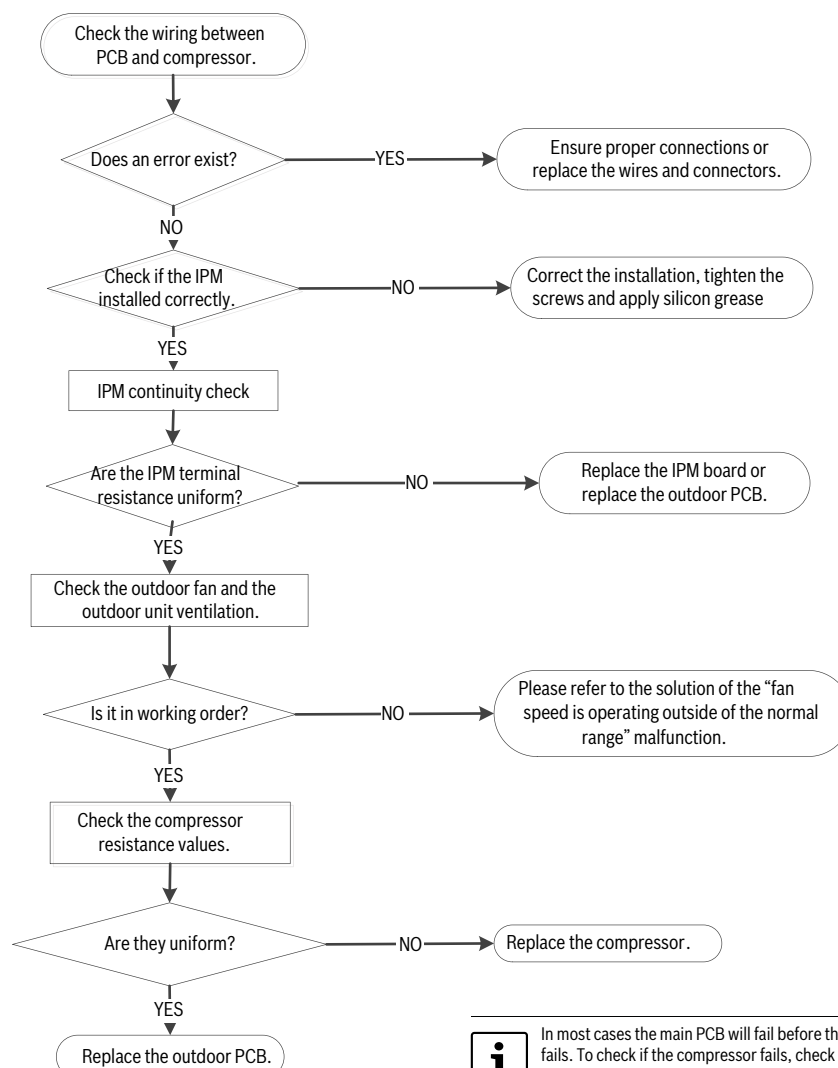 Check the wiring between
PCB and compressor.
Does an error exist?
YES
Ensure proper connections or
replace the wires and connectors.
NO
Check if the IPM
installed correctly.
NO
Correct the installation, tighten the
screws and apply silicon grease
YES
IPM continuity check
Are the IPM terminal
resistance uniform?
NO
Replace the IPM board or
replace the outdoor PCB.
YES
Check the outdoor fan and the
outdoor unit ventilation.
Is it in working order?
NO
Please refer to the solution of the “fan
speed is operating outside of the normal
range” malfunction.
YES
Check the compressor
resistance values.
Are they uniform?
NO
Replace the compressor.
YES
Replace the outdoor PCB.
i
In most cases the main PCB will fail before
fails. To check if the compressor fails, check